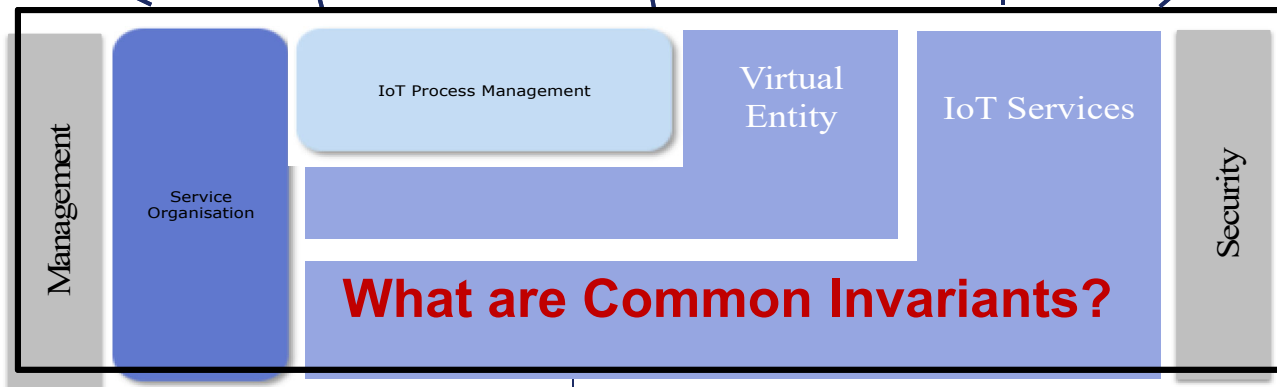 Management
Service
Organisation
IoT Process Management
Virtual
Entity
IoT Services
Security
What are Common Invariants?